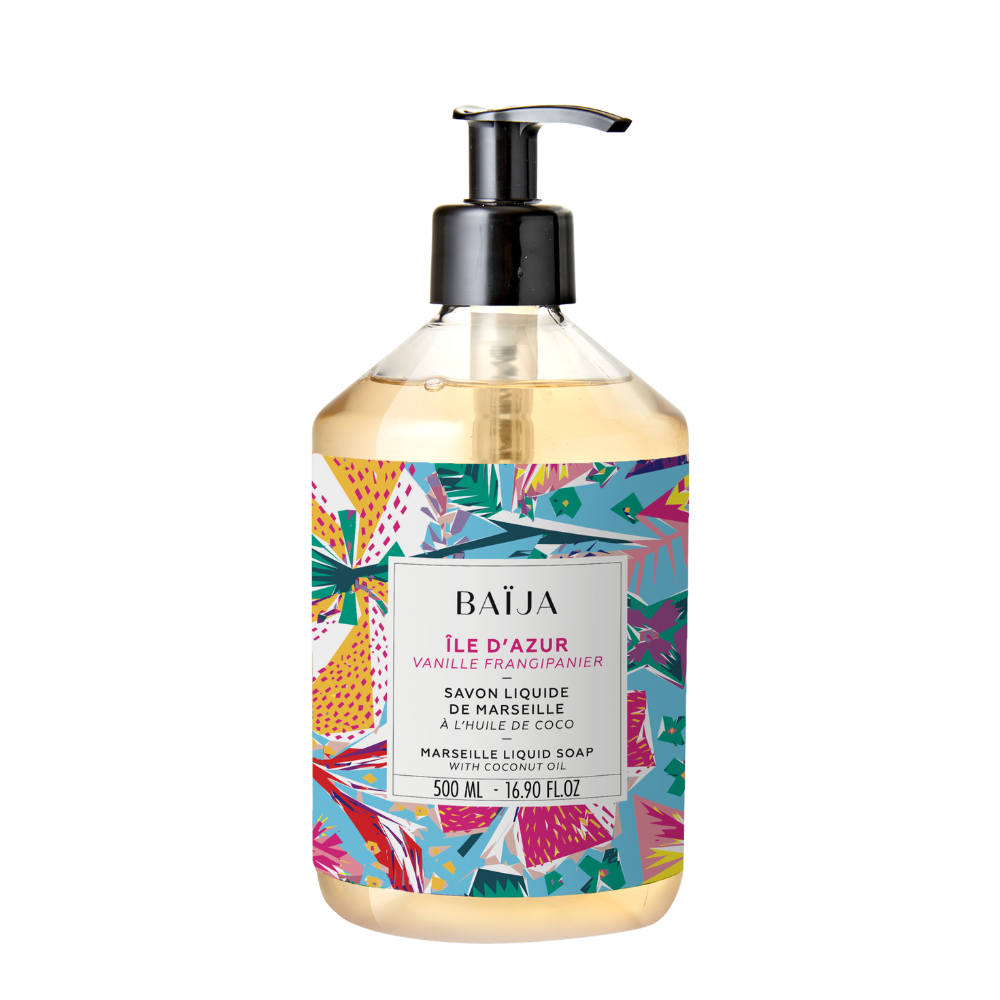 BAÏJA
ÎLE D'AZUR
VANILLE FRANGIPANIER
SAVON LIQUIDE
DE MARSEILLE
À L'HUILE DE COCO
MARSEILLE LIQUID SOAP
WITH COCONUT OIL
500 ML - 16.90 FL.OZ